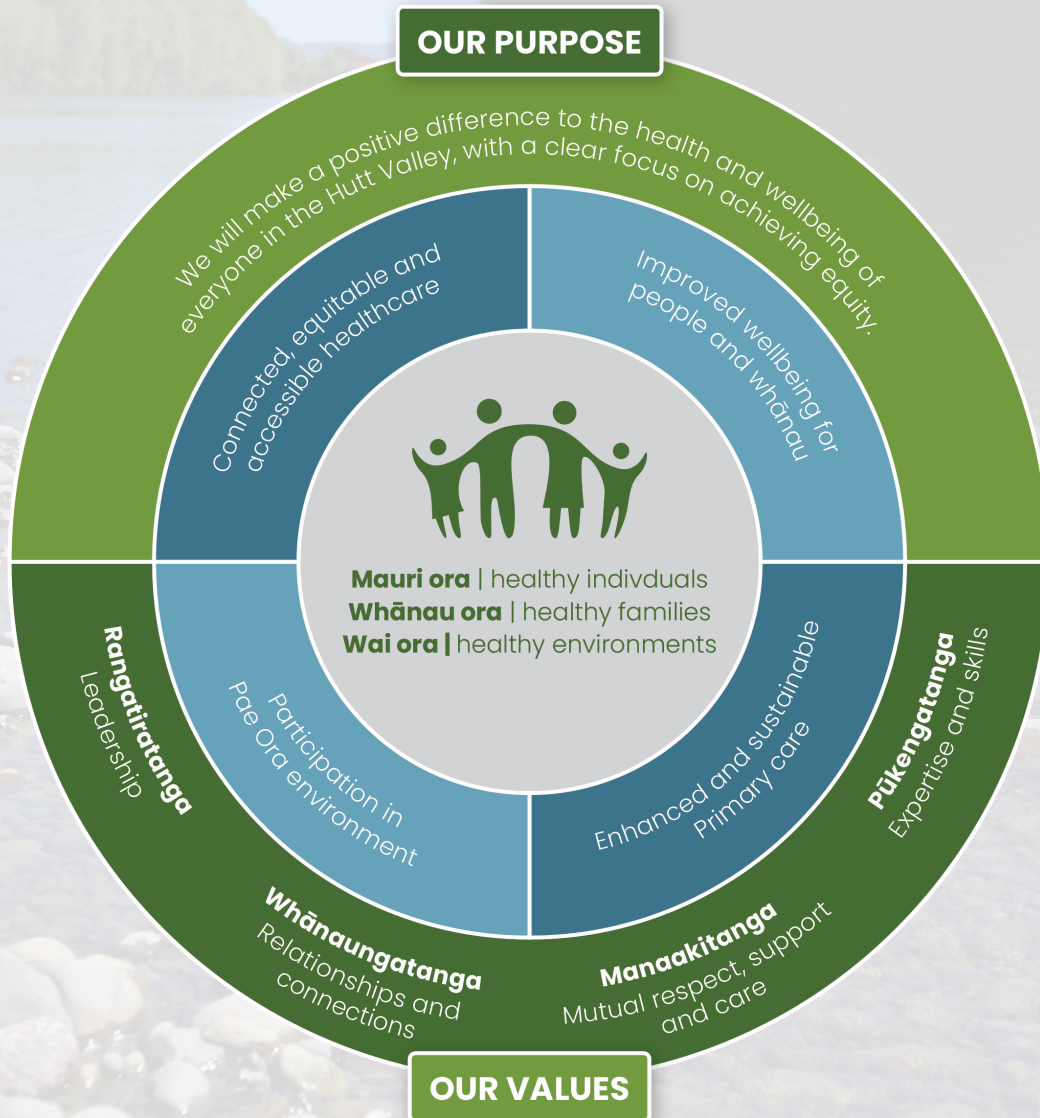 OUR PURPOSE
We will make a positive difference to the health and wellbeing of
everyone in the Hutt Valley, with a clear focus on achieving equity.
Connected, equitable and
accessible healthcare
Improved wellbeing for
people and whānau
Mauri ora | healthy indivduals
Whānau ora | healthy families
Wai ora | healthy environments
Participation in
Pae Ora environment
Enhanced and sustainable
Primary care
Rangatiratanga
Leadership
Whānaungatanga
Relationships and
connections
Manaakitanga
Mutual respect, support
and care
Pūkengatanga
Expertise and skills
OUR VALUES